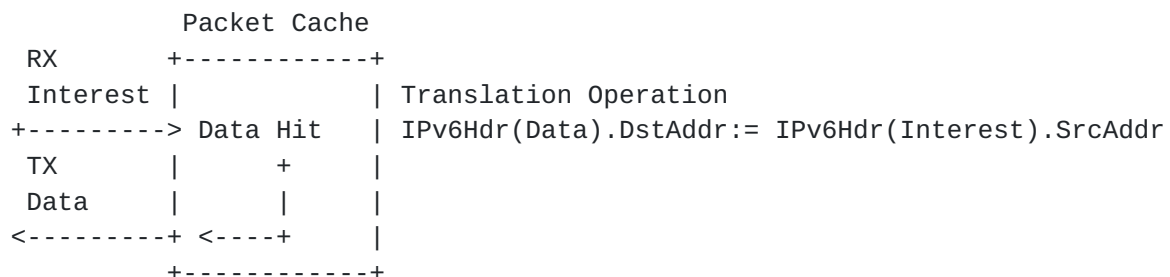 Packet Cache
 RX        +------------+
 Interest  |            | Translation Operation
+---------> Data Hit    | IPv6Hdr(Data).DstAddr:= IPv6Hdr(Interest).SrcAddr
 TX        |      +     |
 Data      |      |     |
<---------+ <----+      |
           +------------+